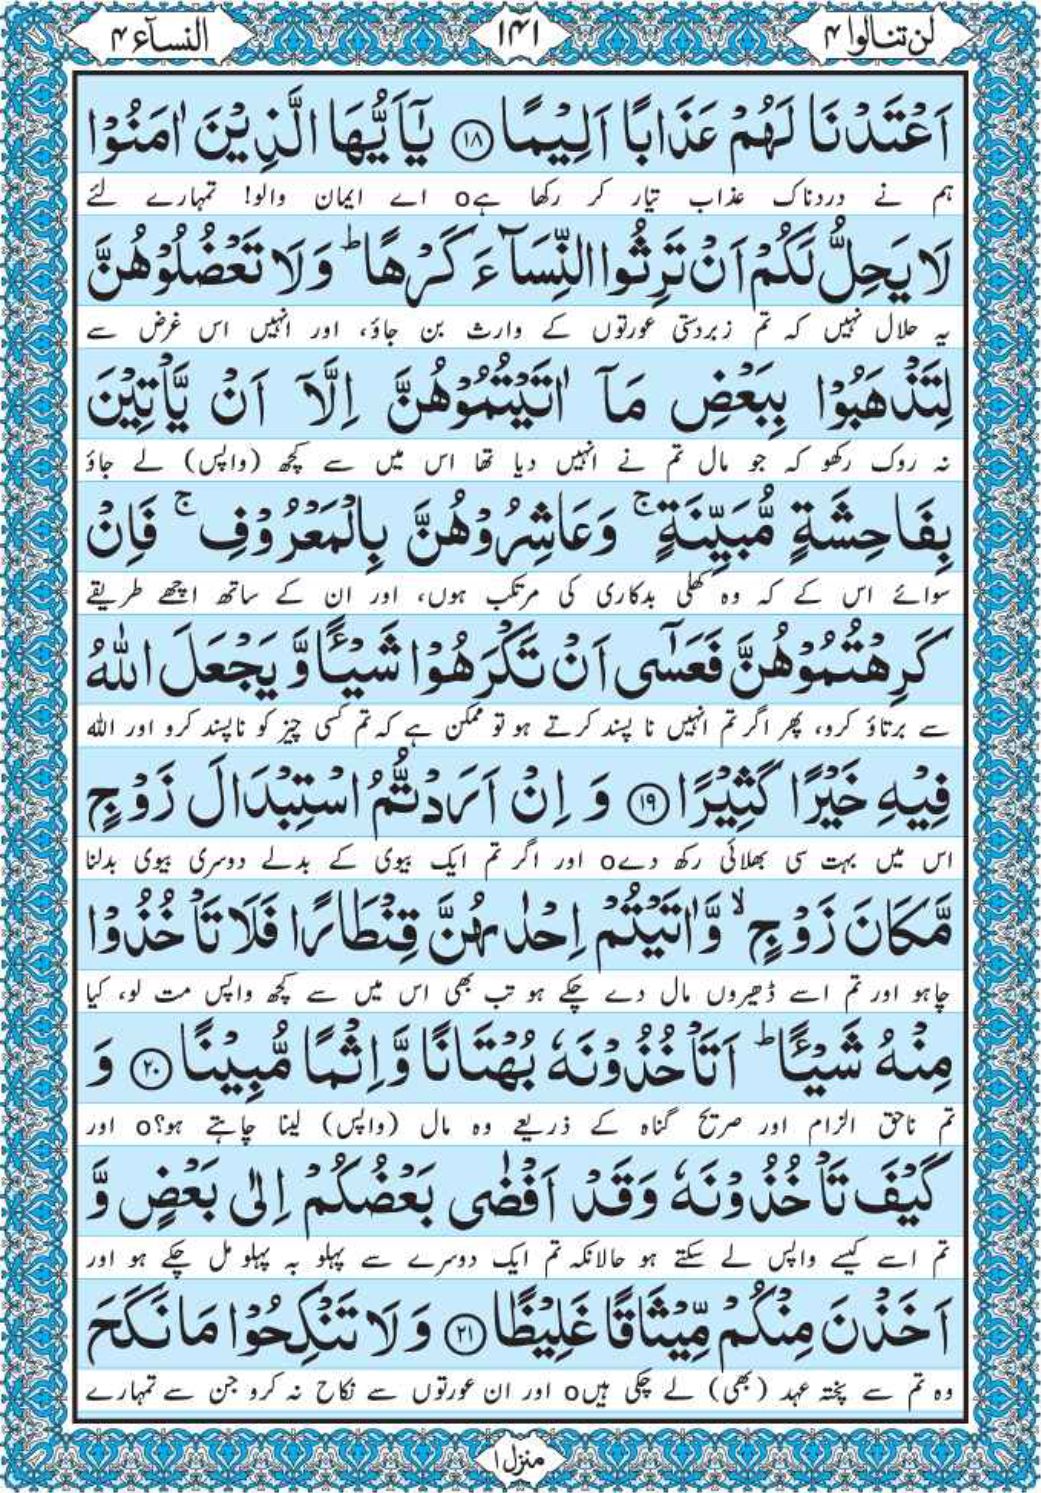 لن تنالوا ۴
۱۴۱
النسآء ۴
اَعْتَدْنَا لَهُمْ عَذَابًا اَلِيْمًا ۝۱۸ يٰۤاَيُّهَا الَّذِيْنَ اٰمَنُوْا
ہم نے دردناک عذاب تیار کر رکھا ہے o اے ایمان والو! تمہارے لئے
لَا يَحِلُّ لَكُمْ اَنْ تَرِثُوا النِّسَآءَ كَرْهًا ؕ وَلَا تَعْضُلُوْهُنَّ
یہ حلال نہیں کہ تم زبردستی عورتوں کے وارث بن جاؤ، اور انہیں اس غرض سے
لِتَذْهَبُوْا بِبَعْضِ مَاۤ اٰتَيْتُمُوْهُنَّ اِلَّاۤ اَنْ يَّاْتِيْنَ
نہ روک رکھو کہ جو مال تم نے انہیں دیا تھا اس میں سے کچھ (واپس) لے جاؤ
بِفَاحِشَةٍ مُّبَيِّنَةٍ ۚ وَعَاشِرُوْهُنَّ بِالْمَعْرُوْفِ ۚ فَاِنْ
سوائے اس کے کہ وہ کھلی بدکاری کی مرتکب ہوں، اور ان کے ساتھ اچھے طریقے
كَرِهْتُمُوْهُنَّ فَعَسٰۤى اَنْ تَكْرَهُوْا شَيْـًٔا وَّ يَجْعَلَ اللّٰهُ
سے برتاؤ کرو، پھر اگر تم انہیں نا پسند کرتے ہو تو ممکن ہے کہ تم کسی چیز کو ناپسند کرو اور اللہ
فِيْهِ خَيْرًا كَثِيْرًا ۝۱۹ وَ اِنْ اَرَدْتُّمُ اسْتِبْدَالَ زَوْجٍ
اس میں بہت سی بھلائی رکھ دے o اور اگر تم ایک بیوی کے بدلے دوسری بیوی بدلنا
مَّكَانَ زَوْجٍ ۙ وَّاٰتَيْتُمْ اِحْدٰىهُنَّ قِنْطَارًا فَلَا تَاْخُذُوْا
چاہو اور تم اسے ڈھیروں مال دے چکے ہو تب بھی اس میں سے کچھ واپس مت لو، کیا
مِنْهُ شَيْـًٔا ؕ اَتَاْخُذُوْنَهٗ بُهْتَانًا وَّاِثْمًا مُّبِيْنًا ۝۲۰ وَ
تم ناحق الزام اور صریح گناہ کے ذریعے وہ مال (واپس) لینا چاہتے ہو؟o اور
كَيْفَ تَاْخُذُوْنَهٗ وَقَدْ اَفْضٰى بَعْضُكُمْ اِلٰى بَعْضٍ وَّ
تم اسے کیسے واپس لے سکتے ہو حالانکہ تم ایک دوسرے سے پہلو بہ پہلو مل چکے ہو اور
اَخَذْنَ مِنْكُمْ مِّيْثَاقًا غَلِيْظًا ۝۲۱ وَلَا تَنْكِحُوْا مَا نَكَحَ
وہ تم سے پختہ عہد (بھی) لے چکی ہیں o اور ان عورتوں سے نکاح نہ کرو جن سے تمہارے
منزل ۱